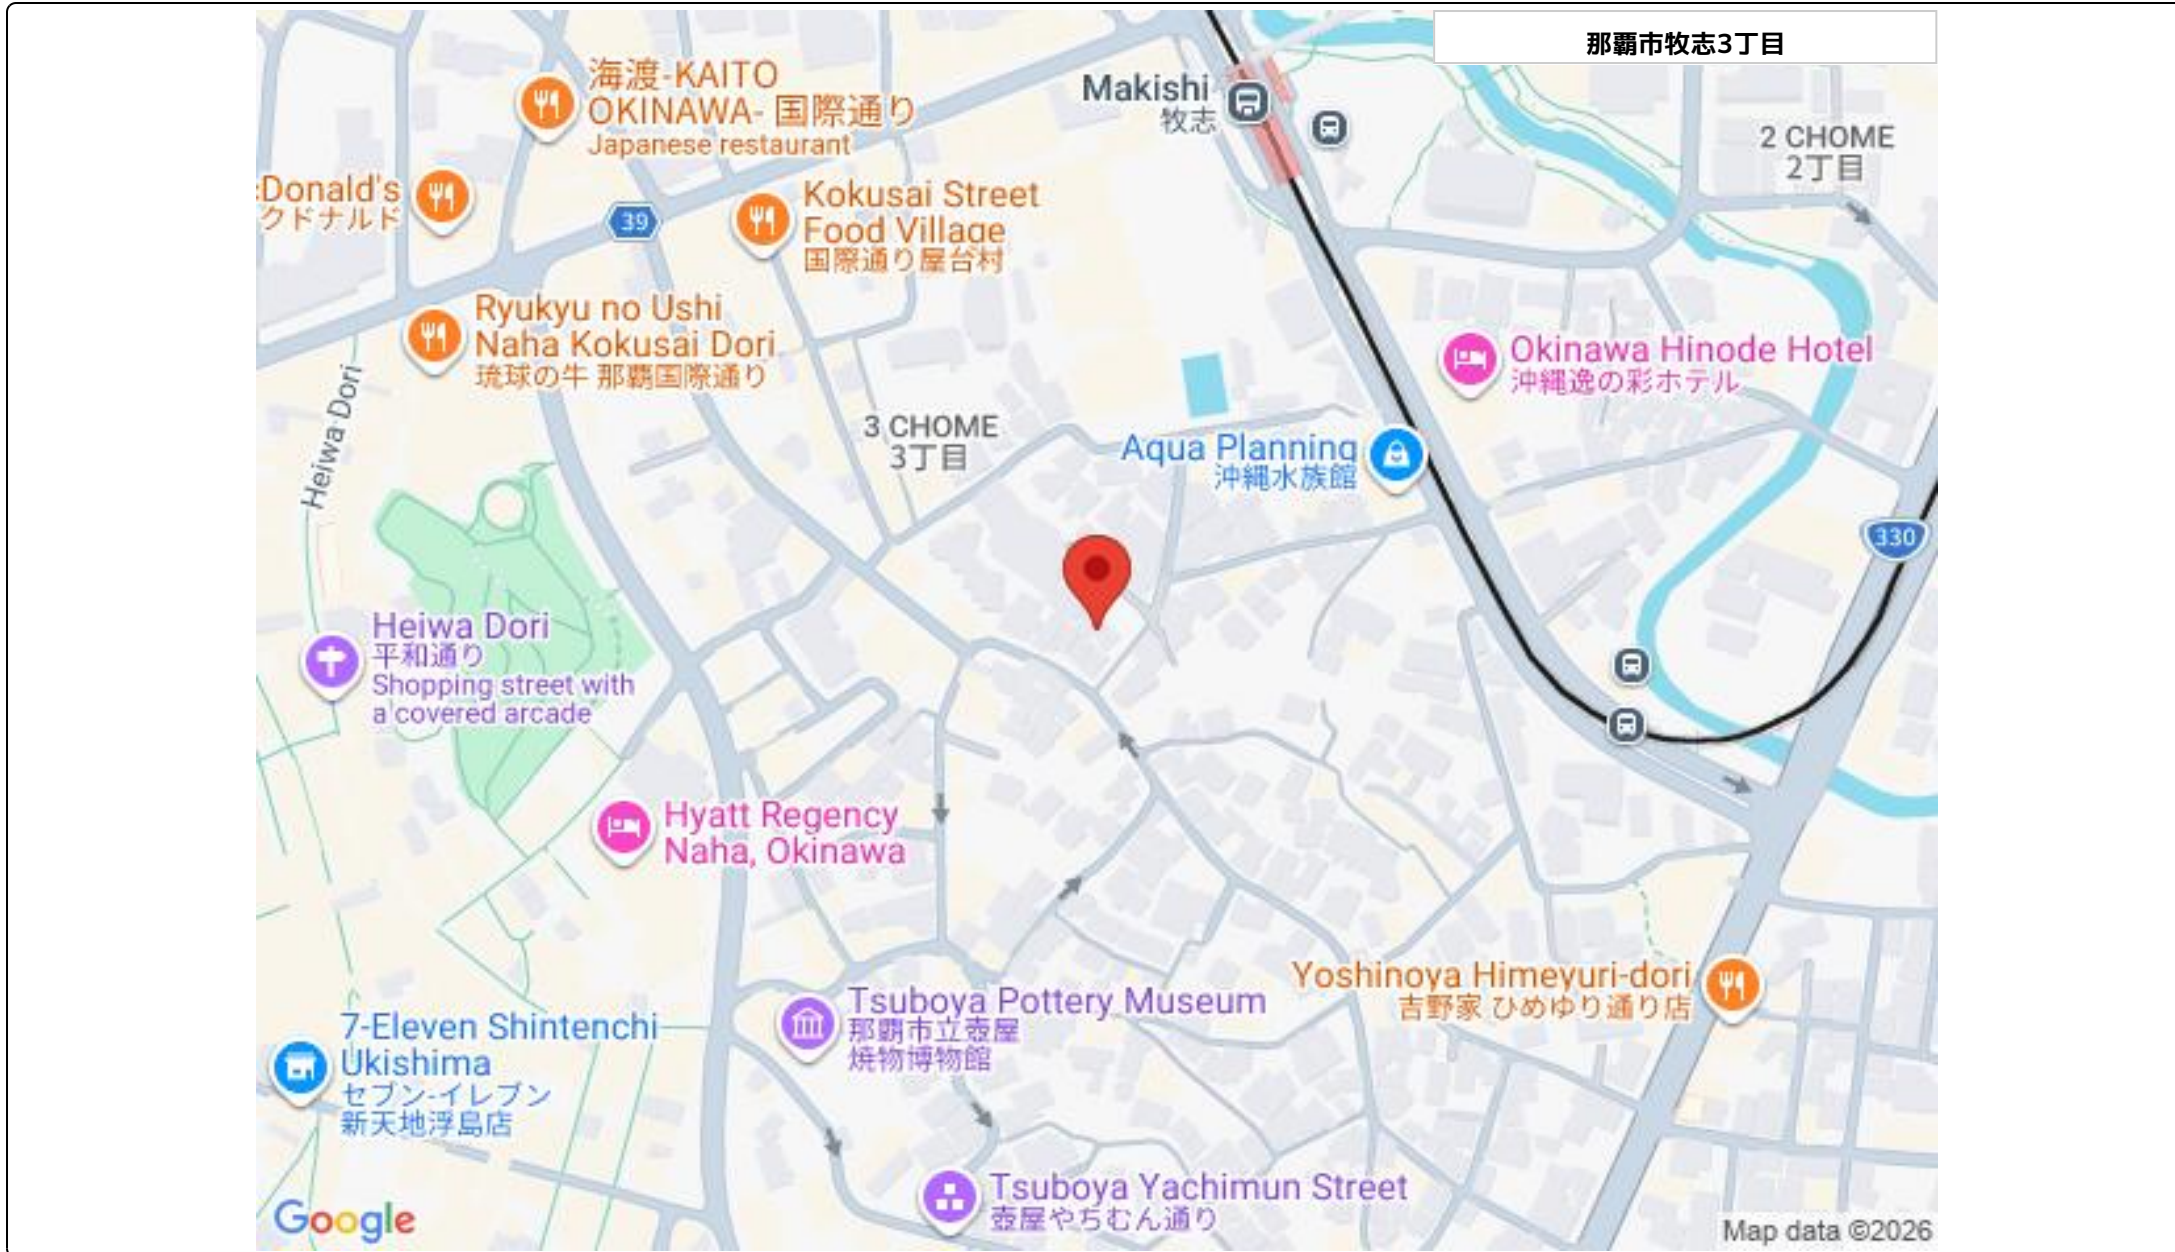 那覇市牧志3丁目
海渡-KAITO
OKINAWA- 国際通り
Japanese restaurant
Makishi
牧志
2 CHOME
2丁目
Donald's
クドナルド
39
Kokusai Street
Food Village
国際通り屋台村
Ryukyu no Ushi
Naha Kokusai Dori
琉球の牛 那覇国際通り
Okinawa Hinode Hotel
沖縄逸の彩ホテル
Heiwa Dori
3 CHOME
3丁目
Aqua Planning
沖縄水族館
330
Heiwa Dori
平和通り
Shopping street with
a covered arcade
Hyatt Regency
Naha, Okinawa
Yoshinoya Himeyuri-dori
吉野家 ひめゆり通り店
Tsuboya Pottery Museum
那覇市立壺屋
焼物博物館
7-Eleven Shintenchi
Ukishima
セブン-イレブン
新天地浮島店
Tsuboya Yachimun Street
壺屋やちむん通り
Google
Map data ©2026